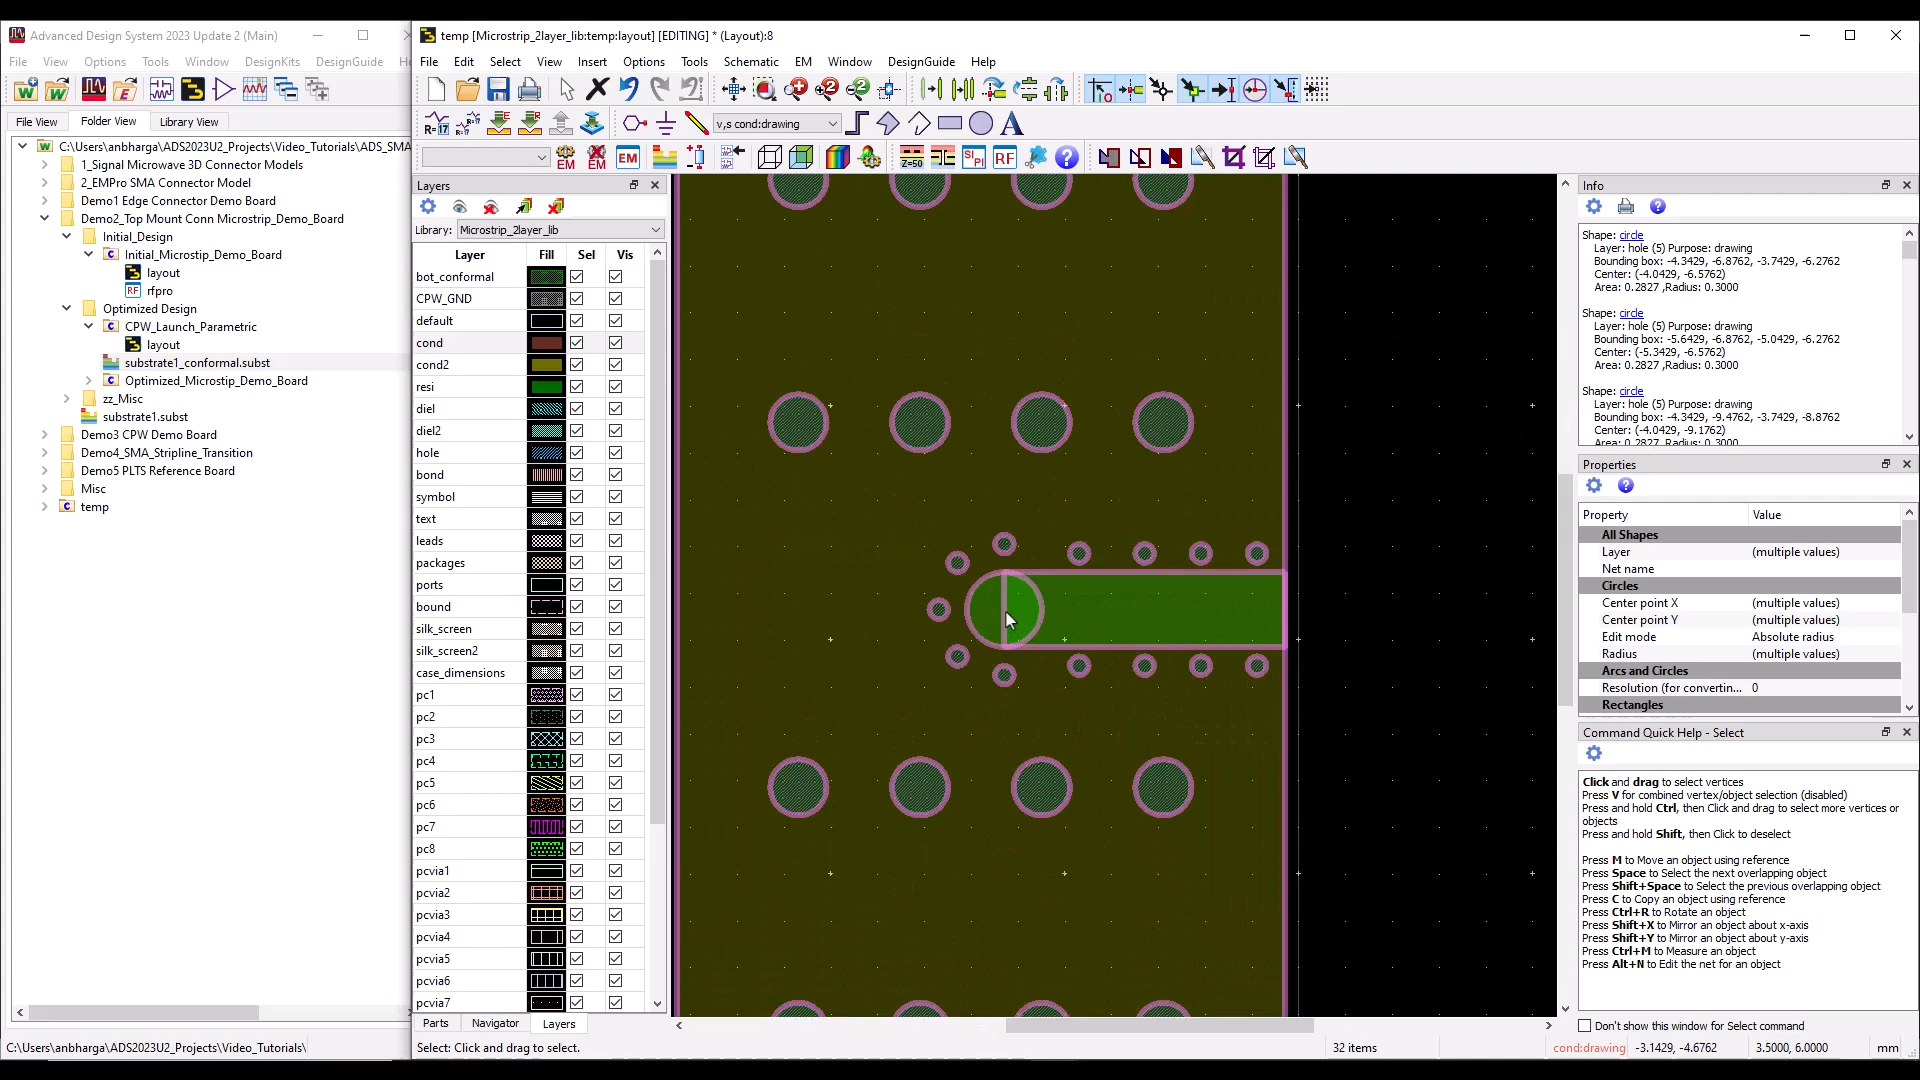 Advanced Design System 2023 Update 2 (Main)
File View Options Tools Window DesignKits DesignGuide
File View Folder View Library View
C:\Users\anbharga\ADS2023U2_Projects\Video_Tutorials\ADS_SMA
1_Signal Microwave 3D Connector Models
2_EMPro SMA Connector Model
Demo1 Edge Connector Demo Board
Demo2_Top Mount Conn Microstrip_Demo_Board
Initial_Design
Initial_Microstip_Demo_Board
layout
rfpro
Optimized Design
CPW_Launch_Parametric
layout
substrate1_conformal.subst
Optimized_Microstip_Demo_Board
zz_Misc
substrate1.subst
Demo3 CPW Demo Board
Demo4_SMA_Stripline_Transition
Demo5 PLTS Reference Board
Misc
temp
C:\Users\anbharga\ADS2023U2_Projects\Video_Tutorials\
temp [Microstrip_2layer_lib:temp:layout] [EDITING] * (Layout):8
File Edit Select View Insert Options Tools Schematic EM Window DesignGuide Help
v,s cond:drawing
Layers
Library: Microstrip_2layer_lib
Layer Fill Sel Vis
bot_conformal
CPW_GND
default
cond
cond2
resi
diel
diel2
hole
bond
symbol
text
leads
packages
ports
bound
silk_screen
silk_screen2
case_dimensions
pc1
pc2
pc3
pc4
pc5
pc6
pc7
pc8
pcvia1
pcvia2
pcvia3
pcvia4
pcvia5
pcvia6
pcvia7
Parts Navigator Layers
Select: Click and drag to select.
32 items
cond:drawing -3.1429, -4.6762 3.5000, 6.0000 mm
Info
Shape: circle
Layer: hole (5) Purpose: drawing
Bounding box: -4.3429, -6.8762, -3.7429, -6.2762
Center: (-4.0429, -6.5762)
Area: 0.2827 ,Radius: 0.3000
Shape: circle
Layer: hole (5) Purpose: drawing
Bounding box: -5.6429, -6.8762, -5.0429, -6.2762
Center: (-5.3429, -6.5762)
Area: 0.2827 ,Radius: 0.3000
Shape: circle
Layer: hole (5) Purpose: drawing
Bounding box: -4.3429, -9.4762, -3.7429, -8.8762
Center: (-4.0429, -9.1762)
Area: 0.2827 ,Radius: 0.3000
Properties
Property Value
All Shapes
Layer (multiple values)
Net name
Circles
Center point X (multiple values)
Center point Y (multiple values)
Edit mode Absolute radius
Radius (multiple values)
Arcs and Circles
Resolution (for convertin... 0
Rectangles
Command Quick Help - Select
Click and drag to select vertices
Press V for combined vertex/object selection (disabled)
Press and hold Ctrl, then Click and drag to select more vertices or
objects
Press and hold Shift, then Click to deselect
Press M to Move an object using reference
Press Space to Select the next overlapping object
Press Shift+Space to Select the previous overlapping object
Press C to Copy an object using reference
Press Ctrl+R to Rotate an object
Press Shift+X to Mirror an object about x-axis
Press Shift+Y to Mirror an object about y-axis
Press Ctrl+M to Measure an object
Press Alt+N to Edit the net for an object
Don't show this window for Select command